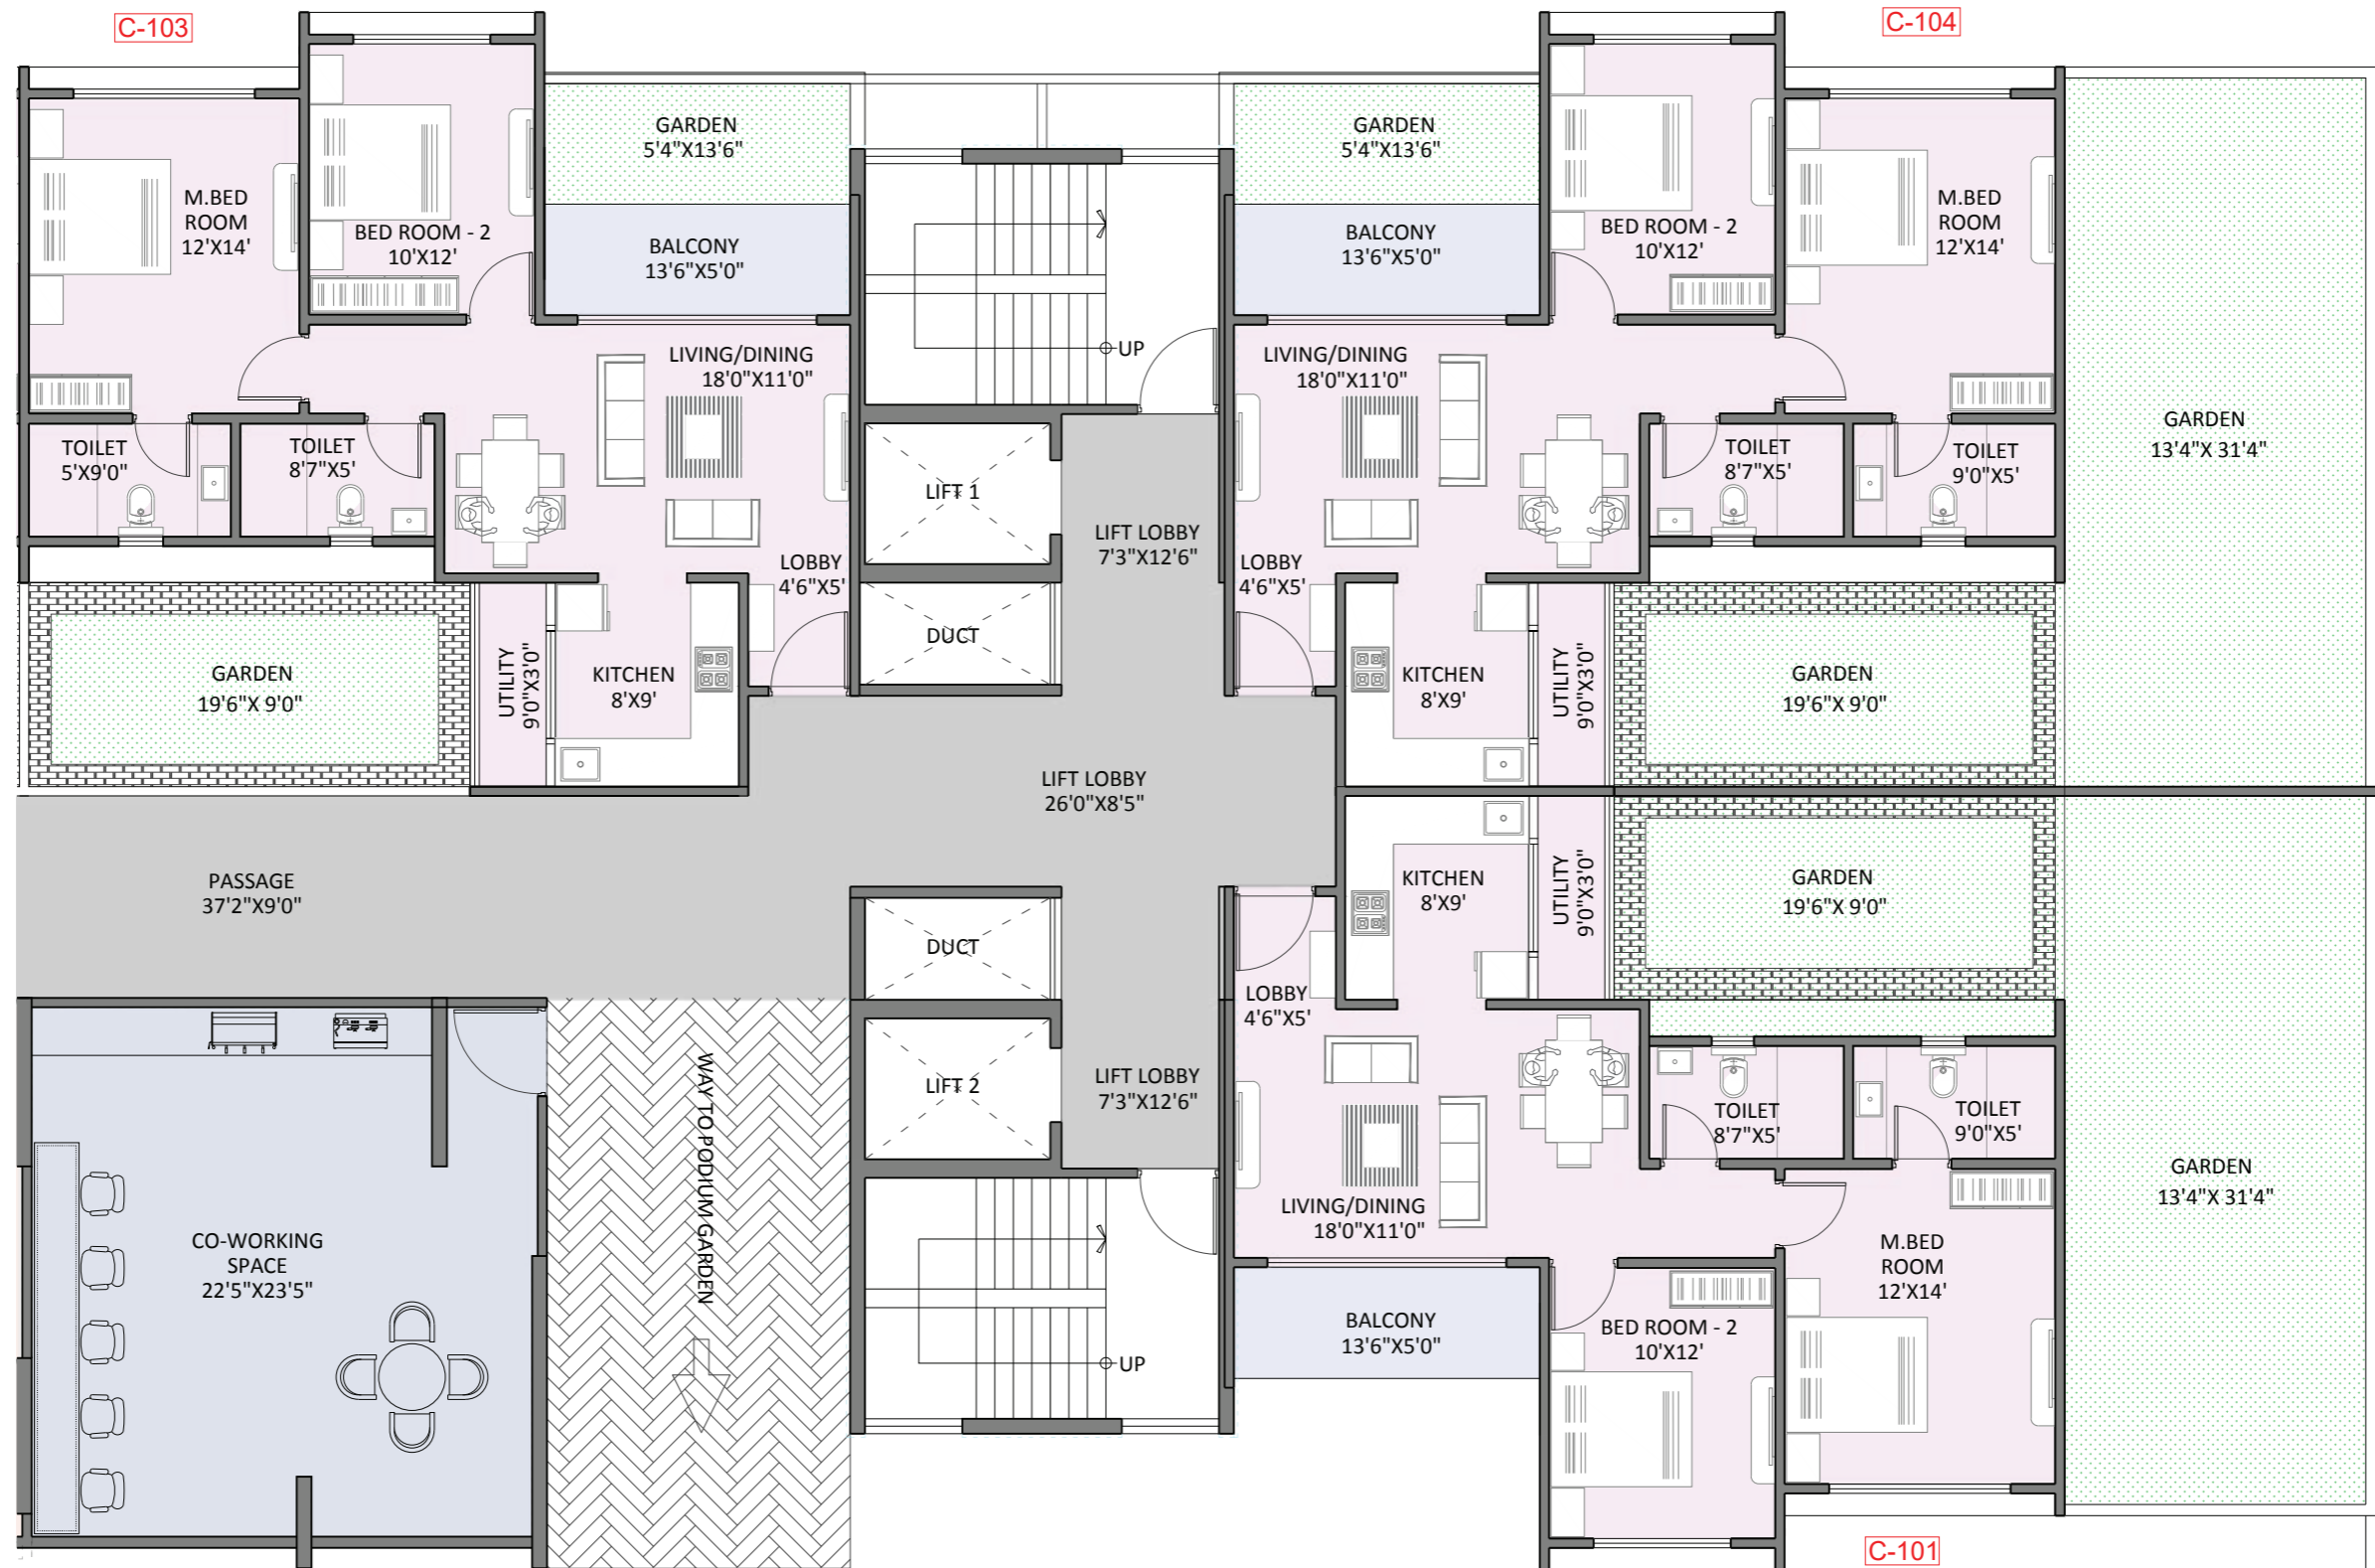 C-103
C-104
GARDEN
5'4"X13'6"
GARDEN
5'4"X13'6"
M.BED
ROOM
12'X14'
BED ROOM - 2
10'X12'
BALCONY
13'6"X5'0"
BALCONY
13'6"X5'0"
BED ROOM - 2
10'X12'
M.BED
ROOM
12'X14'
LIVING/DINING
18'0"X11'0"
UP
LIVING/DINING
18'0"X11'0"
TOILET
5'X9'0"
TOILET
8'7"X5'
LIFT 1
LIFT LOBBY
7'3"X12'6"
TOILET
8'7"X5'
TOILET
9'0"X5'
GARDEN
13'4"X 31'4"
LOBBY
4'6"X5'
LOBBY
4'6"X5'
DUCT
GARDEN
19'6"X 9'0"
UTILITY
9'0"X3'0"
KITCHEN
8'X9'
KITCHEN
8'X9'
UTILITY
9'0"X3'0"
GARDEN
19'6"X 9'0"
LIFT LOBBY
26'0"X8'5"
PASSAGE
37'2"X9'0"
KITCHEN
8'X9'
UTILITY
9'0"X3'0"
GARDEN
19'6"X 9'0"
DUCT
LOBBY
4'6"X5'
WAY TO PODIUM GARDEN
LIFT 2
LIFT LOBBY
7'3"X12'6"
TOILET
8'7"X5'
TOILET
9'0"X5'
GARDEN
13'4"X 31'4"
LIVING/DINING
18'0"X11'0"
CO-WORKING
SPACE
22'5"X23'5"
M.BED
ROOM
12'X14'
BALCONY
13'6"X5'0"
BED ROOM - 2
10'X12'
UP
C-101